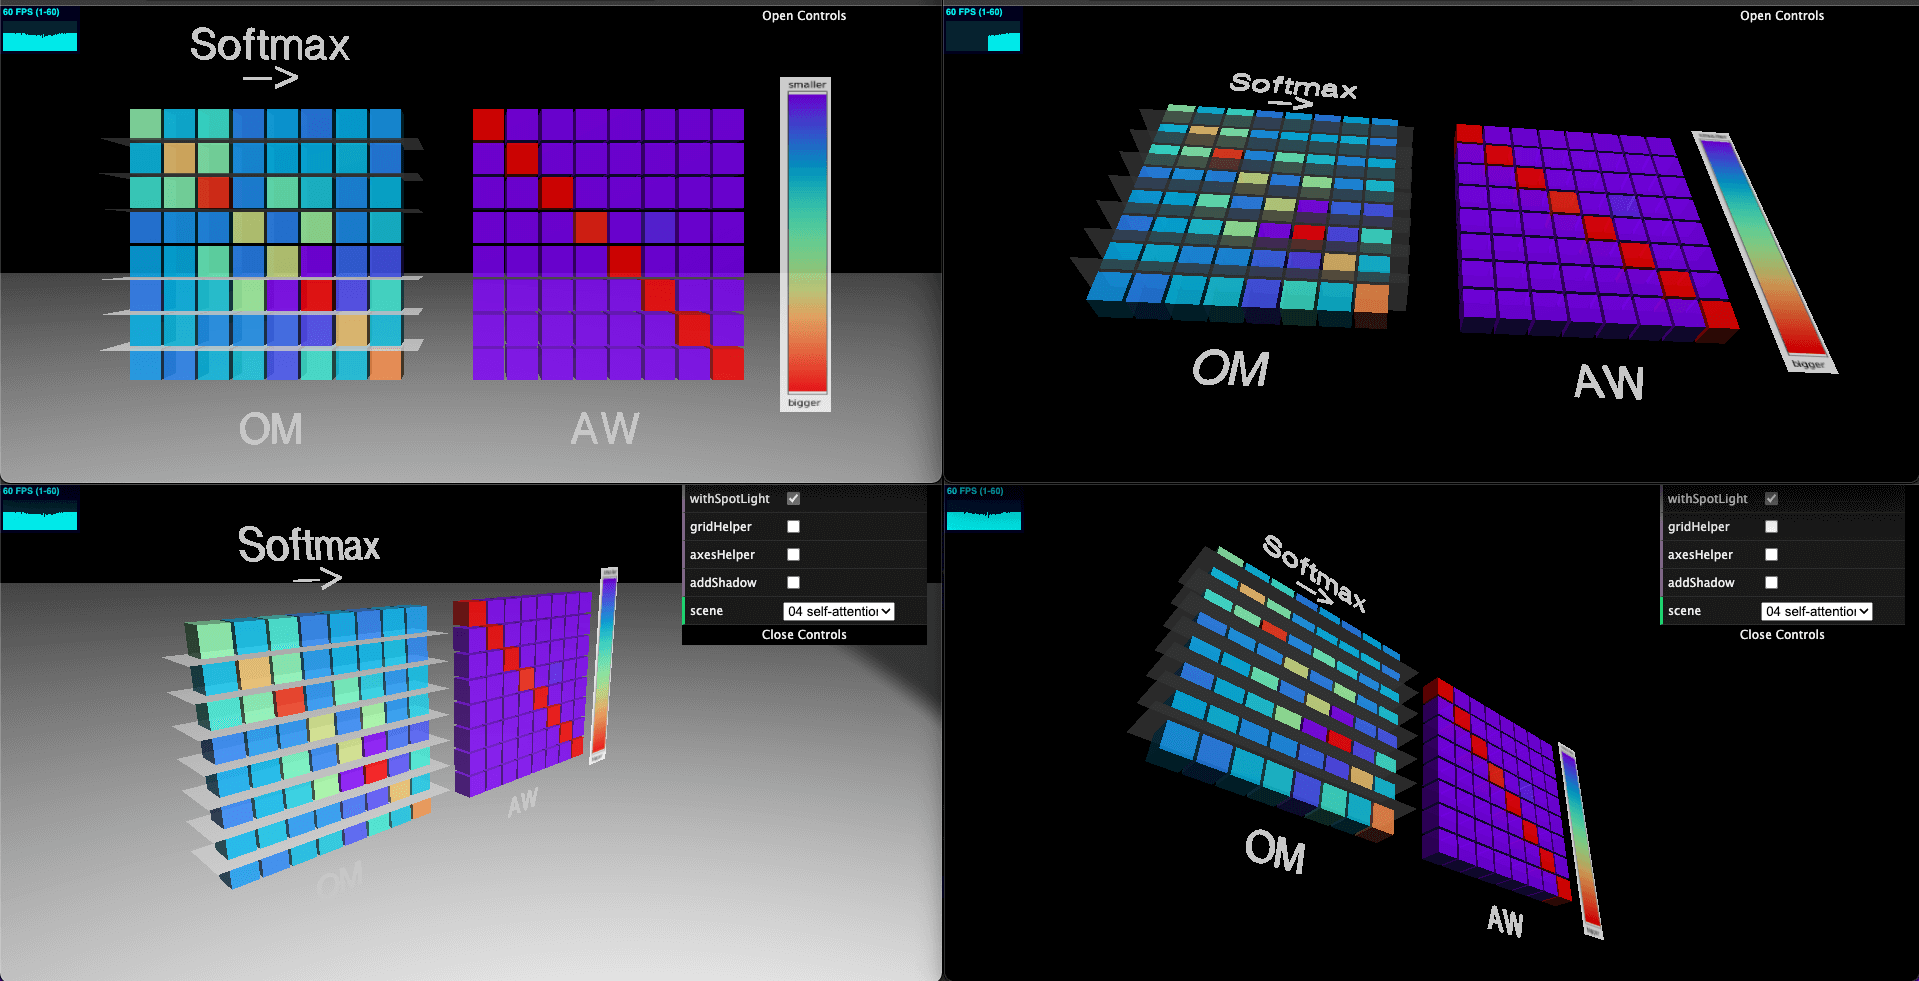 60 FPS (1-60)
Open Controls
Softmax
—>
smaller
bigger
OM
AW
60 FPS (1-60)
Open Controls
Softmax
—>
bigger
OM
AW
60 FPS (1-60)
withSpotLight
gridHelper
axesHelper
addShadow
scene
04 self-attention
Close Controls
Softmax
—>
OM
AW
60 FPS (1-60)
withSpotLight
gridHelper
axesHelper
addShadow
scene
04 self-attention
Close Controls
Softmax
—>
OM
AW